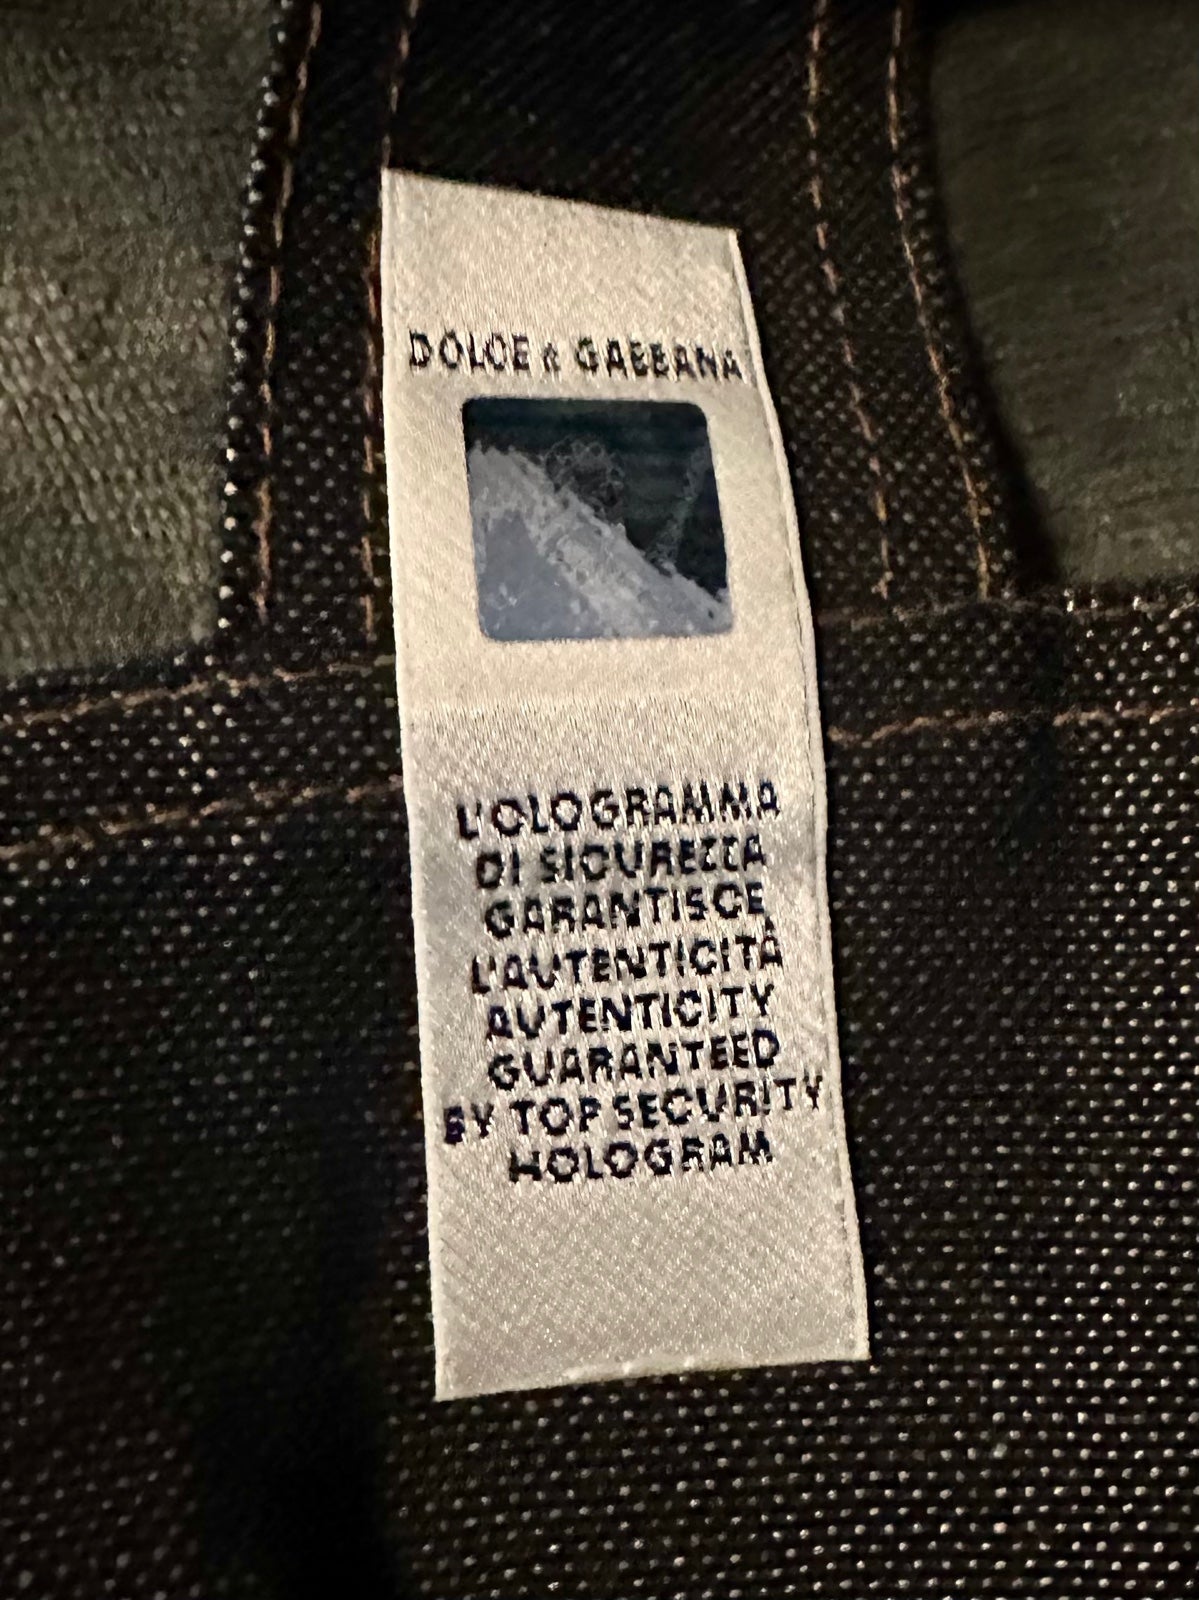 DOLCE & GABBANA
L'OLOGRAMMA
DI SICUREZZA
GARANTISCE
L'AUTENTICITÀ
AUTENTICITY
GUARANTEED
BY TOP SECURITY
HOLOGRAM